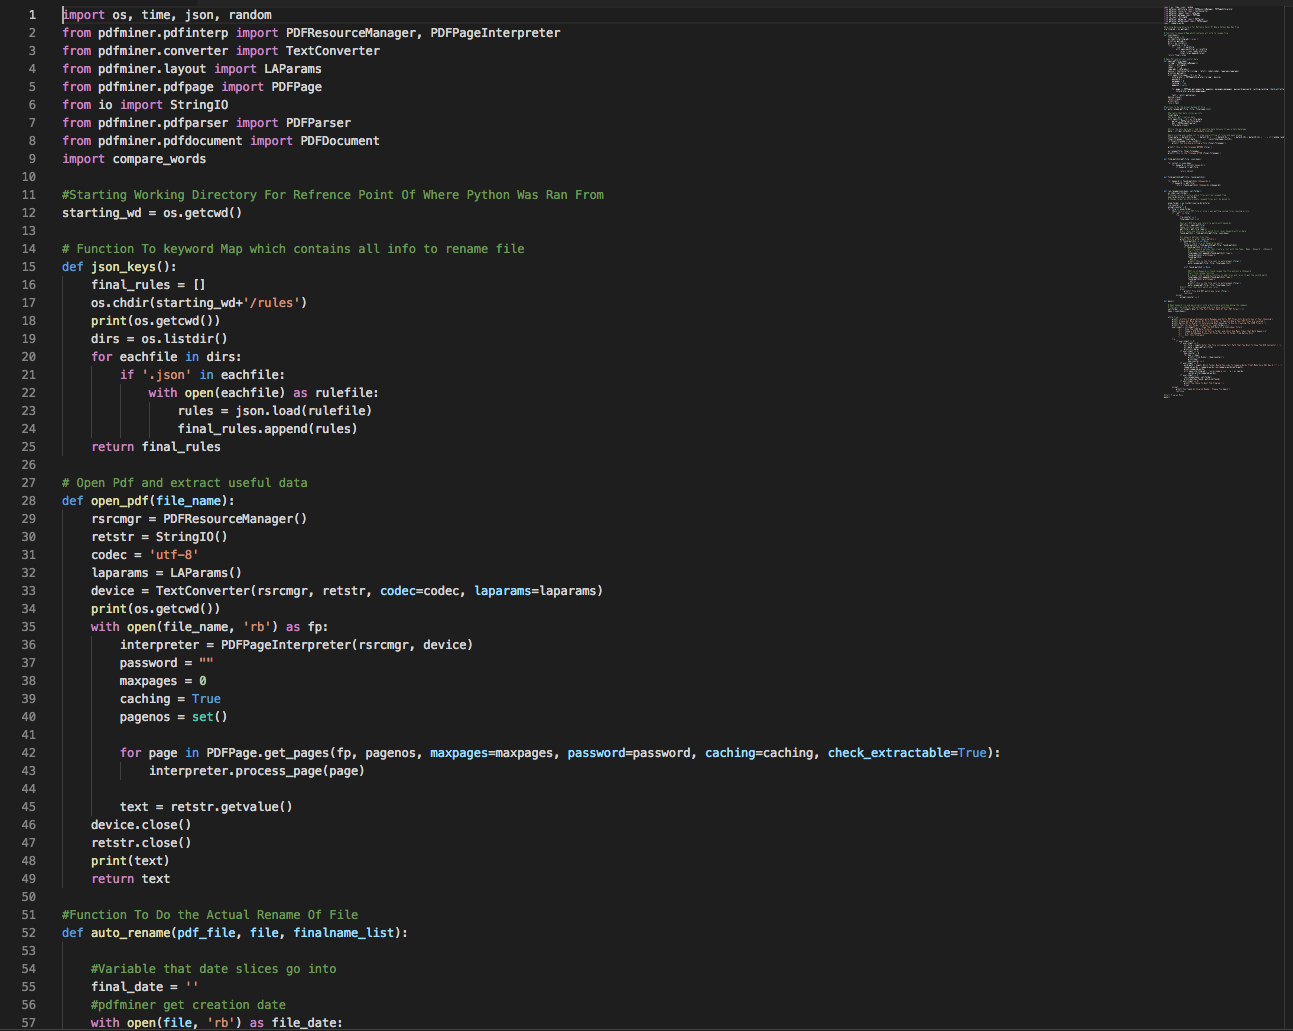 1 import os, time, json, random
2 from pdfminer.pdfinterp import PDFResourceManager, PDFPageInterpreter
3 from pdfminer.converter import TextConverter
4 from pdfminer.layout import LAParams
5 from pdfminer.pdfpage import PDFPage
6 from io import StringIO
7 from pdfminer.pdfparser import PDFParser
8 from pdfminer.pdfdocument import PDFDocument
9 import compare_words
10
11 #Starting Working Directory For Refrence Point Of Where Python Was Ran From
12 starting_wd = os.getcwd()
13
14 # Function To keyword Map which contains all info to rename file
15 def json_keys():
16     final_rules = []
17     os.chdir(starting_wd+'/rules')
18     print(os.getcwd())
19     dirs = os.listdir()
20     for eachfile in dirs:
21         if '.json' in eachfile:
22             with open(eachfile) as rulefile:
23                 rules = json.load(rulefile)
24                 final_rules.append(rules)
25     return final_rules
26
27 # Open Pdf and extract useful data
28 def open_pdf(file_name):
29     rsrcmgr = PDFResourceManager()
30     retstr = StringIO()
31     codec = 'utf-8'
32     laparams = LAParams()
33     device = TextConverter(rsrcmgr, retstr, codec=codec, laparams=laparams)
34     print(os.getcwd())
35     with open(file_name, 'rb') as fp:
36         interpreter = PDFPageInterpreter(rsrcmgr, device)
37         password = ""
38         maxpages = 0
39         caching = True
40         pagenos = set()
41
42         for page in PDFPage.get_pages(fp, pagenos, maxpages=maxpages, password=password, caching=caching, check_extractable=True):
43             interpreter.process_page(page)
44
45         text = retstr.getvalue()
46     device.close()
47     retstr.close()
48     print(text)
49     return text
50
51 #Function To Do the Actual Rename Of File
52 def auto_rename(pdf_file, file, finalname_list):
53
54     #Variable that date slices go into
55     final_date = ''
56     #pdfminer get creation date
57     with open(file, 'rb') as file_date: